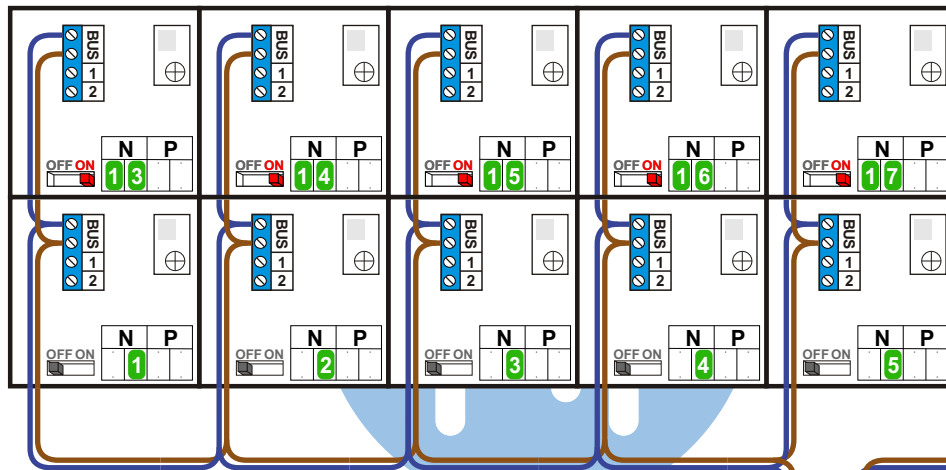 BUS 1 2 BUS 1 2 BUS 1 2 BUS 1 2 BUS 1 2
N P N P N P N P N P
OFF ON 1 3 OFF ON 1 4 OFF ON 1 5 OFF ON 1 6 OFF ON 1 7
BUS 1 2 BUS 1 2 BUS 1 2 BUS 1 2 BUS 1 2
N P N P N P N P N P
OFF ON 1 OFF ON 2 OFF ON 3 OFF ON 4 OFF ON 5